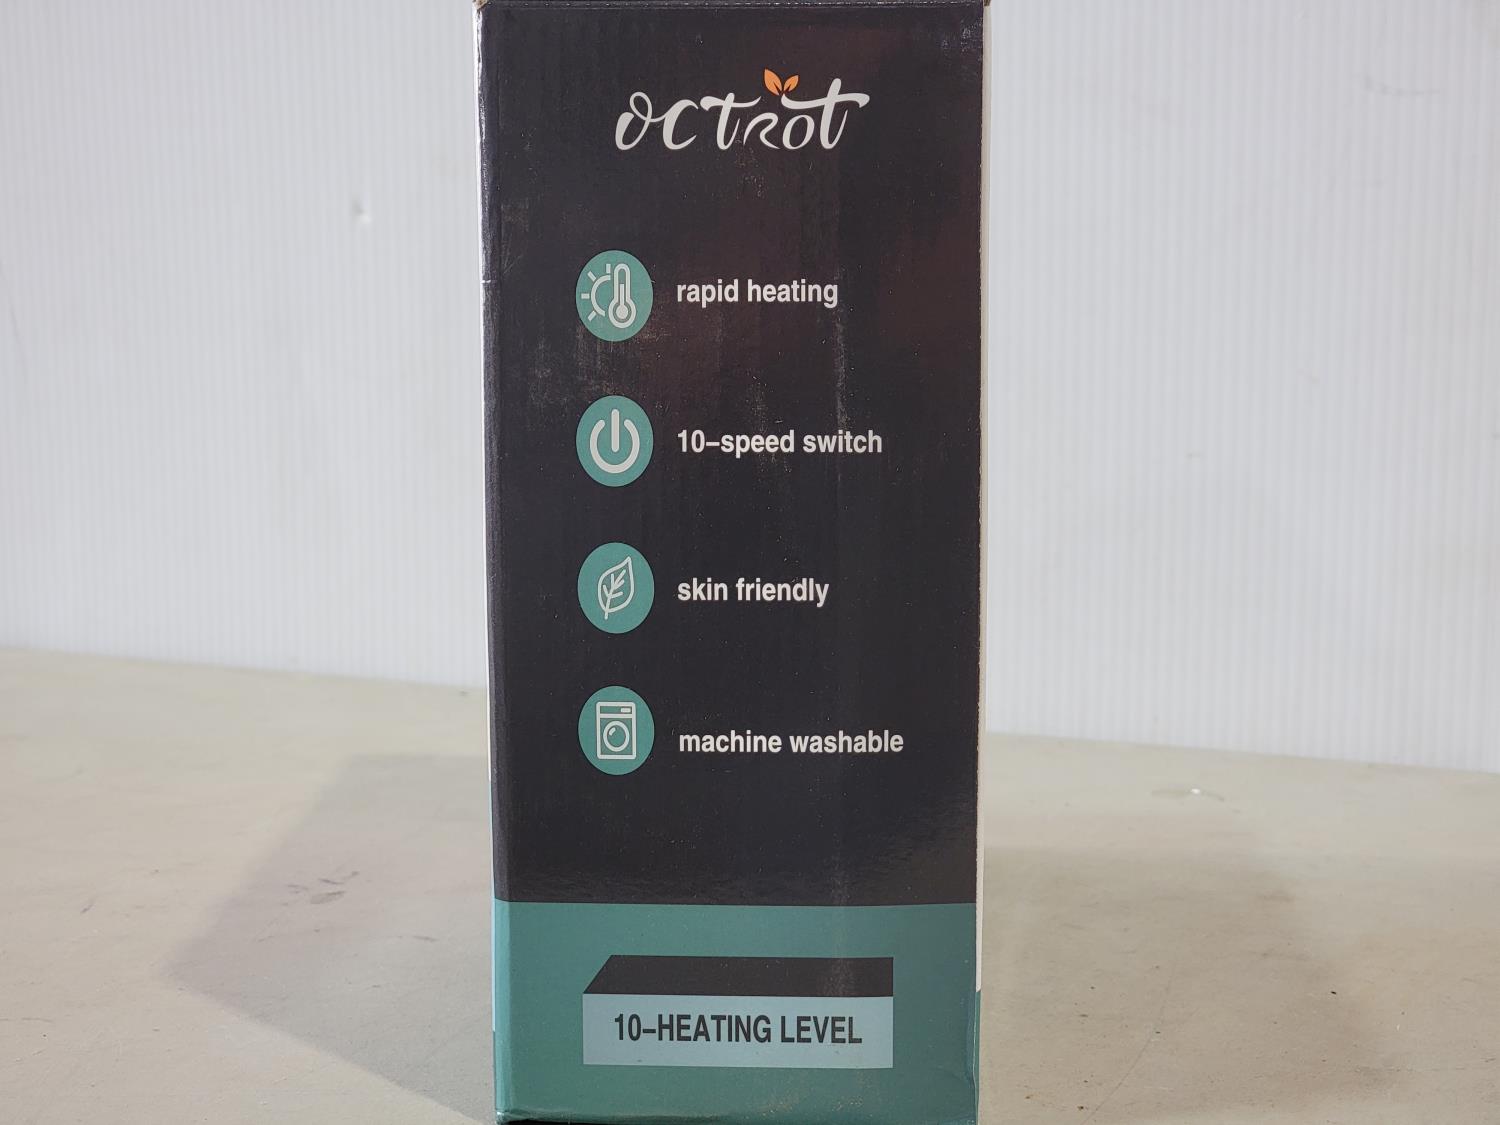 octrot
rapid heating
10-speed switch
skin friendly
machine washable
10-HEATING LEVEL